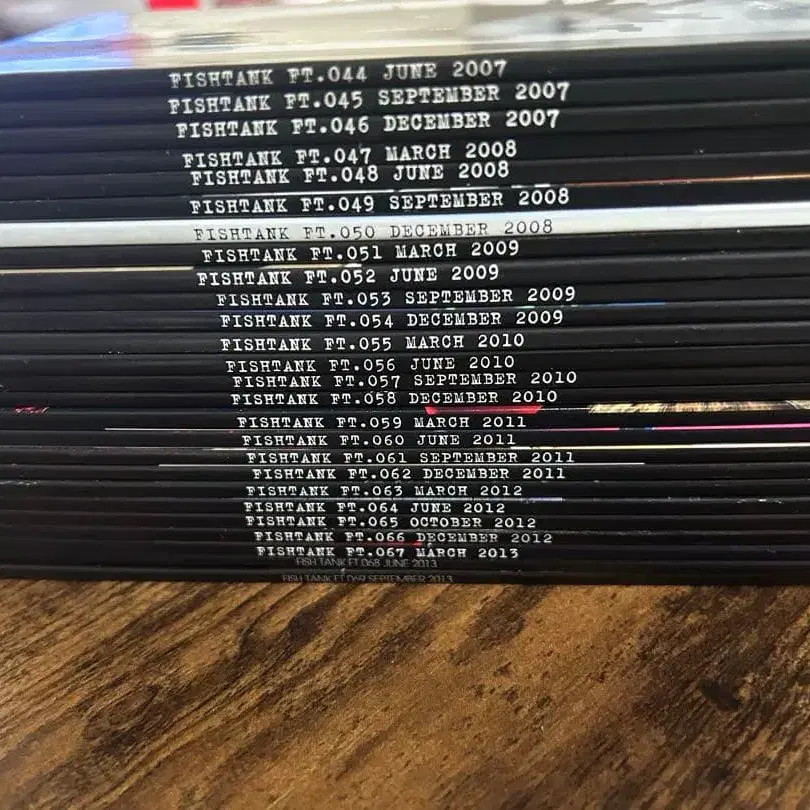 FISHTANK FT.044 JUNE 2007
FISHTANK FT.045 SEPTEMBER 2007
FISHTANK FT.046 DECEMBER 2007
FISHTANK FT.047 MARCH 2008
FISHTANK FT.048 JUNE 2008
FISHTANK FT.049 SEPTEMBER 2008
FISHTANK FT.050 DECEMBER 2008
FISHTANK FT.051 MARCH 2009
FISHTANK FT.052 JUNE 2009
FISHTANK FT.053 SEPTEMBER 2009
FISHTANK FT.054 DECEMBER 2009
FISHTANK FT.055 MARCH 2010
FISHTANK FT.056 JUNE 2010
FISHTANK FT.057 SEPTEMBER 2010
FISHTANK FT.058 DECEMBER 2010
FISHTANK FT.059 MARCH 2011
FISHTANK FT.060 JUNE 2011
FISHTANK FT.061 SEPTEMBER 2011
FISHTANK FT.062 DECEMBER 2011
FISHTANK FT.063 MARCH 2012
FISHTANK FT.064 JUNE 2012
FISHTANK FT.065 OCTOBER 2012
FISHTANK FT.066 DECEMBER 2012
FISHTANK FT.067 MARCH 2013
FISH TANK FT.068 JUNE 2013
FISH TANK FT.069 SEPTEMBER 2013